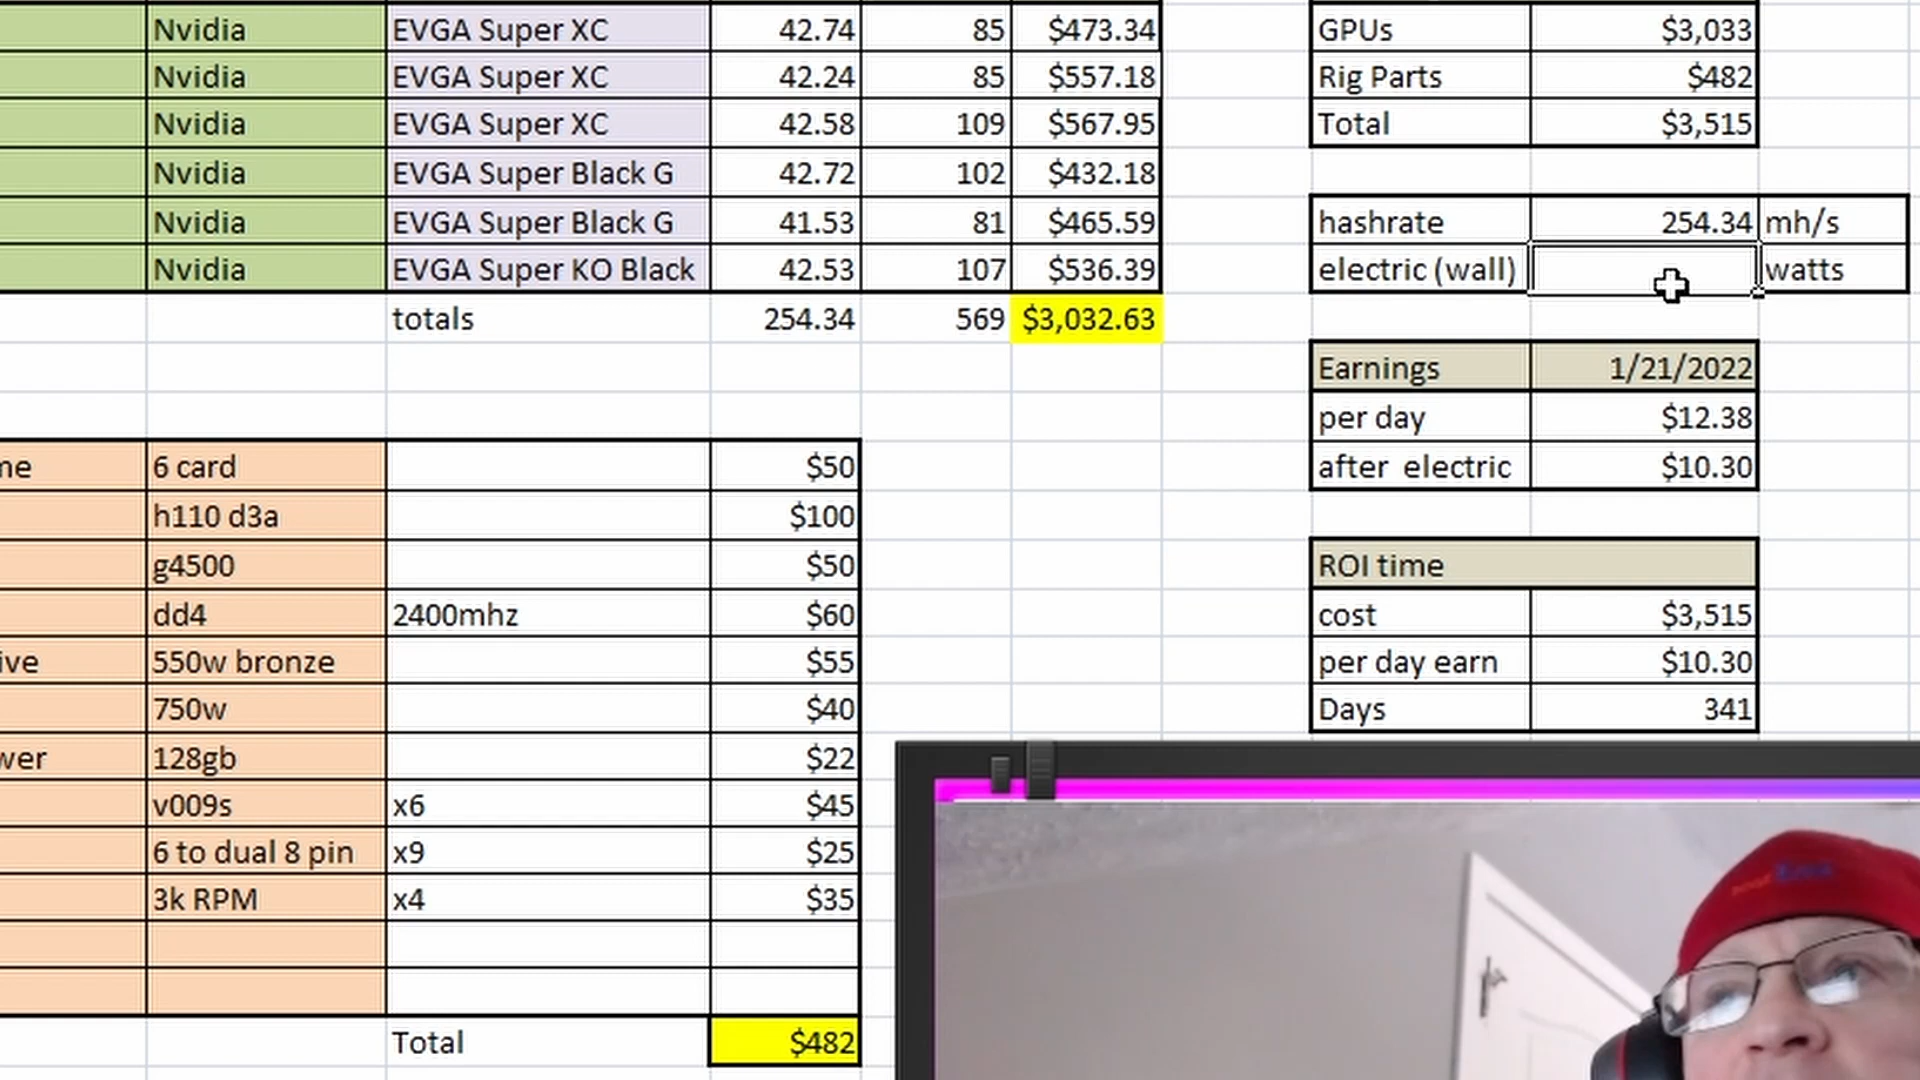 Nvidia EVGA Super XC 42.74 85 $473.34 GPUs $3,033
Nvidia EVGA Super XC 42.24 85 $557.18 Rig Parts $482
Nvidia EVGA Super XC 42.58 109 $567.95 Total $3,515
Nvidia EVGA Super Black G 42.72 102 $432.18
Nvidia EVGA Super Black G 41.53 81 $465.59 hashrate 254.34 mh/s
Nvidia EVGA Super KO Black 42.53 107 $536.39 electric (wall) watts
totals 254.34 569 $3,032.63
Earnings 1/21/2022
per day $12.38
me 6 card $50 after electric $10.30
h110 d3a $100
g4500 $50 ROI time
dd4 2400mhz $60 cost $3,515
ive 550w bronze $55 per day earn $10.30
750w $40 Days 341
wer 128gb $22
v009s x6 $45
6 to dual 8 pin x9 $25
3k RPM x4 $35
Total $482